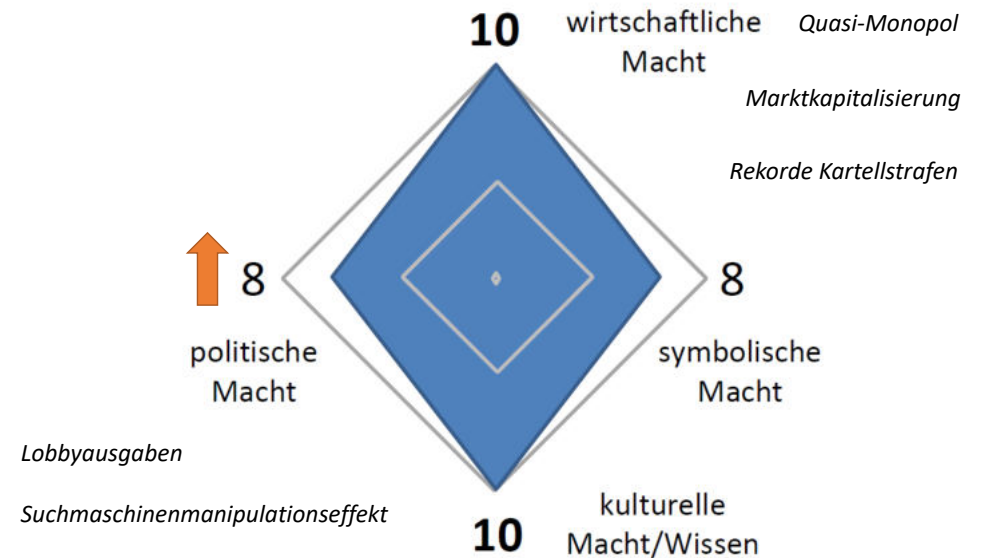 10
wirtschaftliche
Macht
Quasi-Monopol
Marktkapitalisierung
Rekorde Kartellstrafen
8
politische
Macht
8
symbolische
Macht
Lobbyausgaben
Suchmaschinenmanipulationseffekt
10
kulturelle
Macht/Wissen